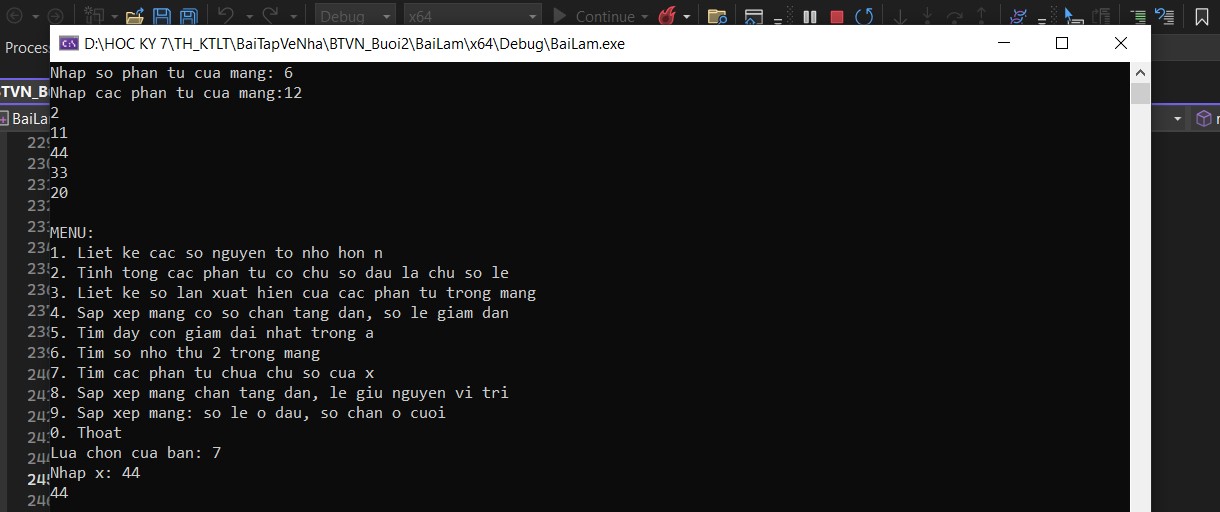 Debug
x64
Continue
Process
D:\HOC KY 7\TH_KTLT\BaiTapVeNha\BTVN_Buoi2\BaiLam\x64\Debug\BaiLam.exe
Nhap so phan tu cua mang: 6
Nhap cac phan tu cua mang:12
2
11
44
33
20
MENU:
1. Liet ke cac so nguyen to nho hon n
2. Tinh tong cac phan tu co chu so dau la chu so le
3. Liet ke so lan xuat hien cua cac phan tu trong mang
4. Sap xep mang co so chan tang dan, so le giam dan
5. Tim day con giam dai nhat trong a
6. Tim so nho thu 2 trong mang
7. Tim cac phan tu chua chu so cua x
8. Sap xep mang chan tang dan, le giu nguyen vi tri
9. Sap xep mang: so le o dau, so chan o cuoi
0. Thoat
Lua chon cua ban: 7
Nhap x: 44
44